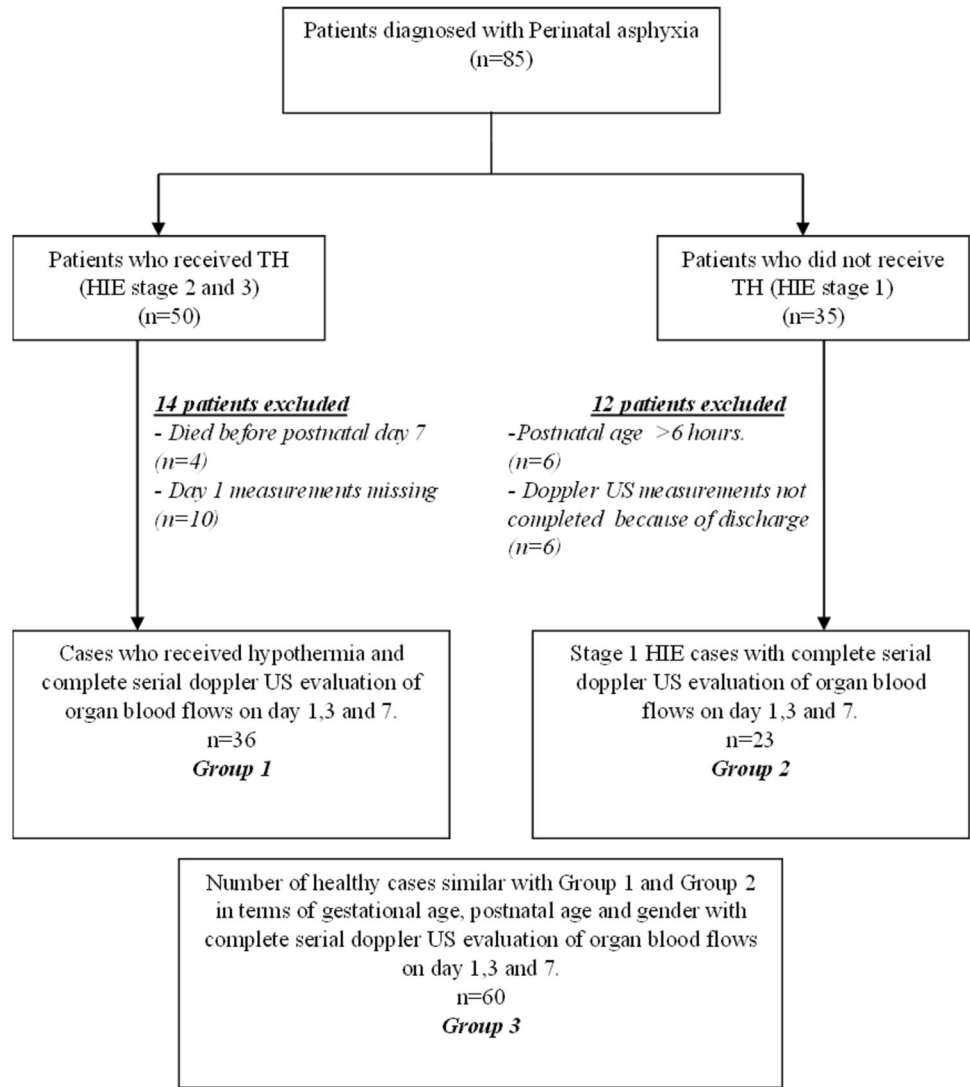 Patients diagnosed with Perinatal asphyxia
(n=85)
Patients who received TH
(HIE stage 2 and 3)
(n=50)
Patients who did not receive
TH (HIE stage 1)
(n=35)
14 patients excluded
- Died before postnatal day 7
(n=4)
- Day 1 measurements missing
(n=10)
12 patients excluded
-Postnatal age >6 hours.
(n=6)
- Doppler US measurements not
completed because of discharge
(n=6)
Cases who received hypothermia and
complete serial doppler US evaluation of
organ blood flows on day 1,3 and 7.
n=36
Group 1
Stage 1 HIE cases with complete serial
doppler US evaluation of organ blood
flows on day 1,3 and 7.
n=23
Group 2
Number of healthy cases similar with Group 1 and Group 2
in terms of gestational age, postnatal age and gender with
complete serial doppler US evaluation of organ blood flows
on day 1,3 and 7.
n=60
Group 3